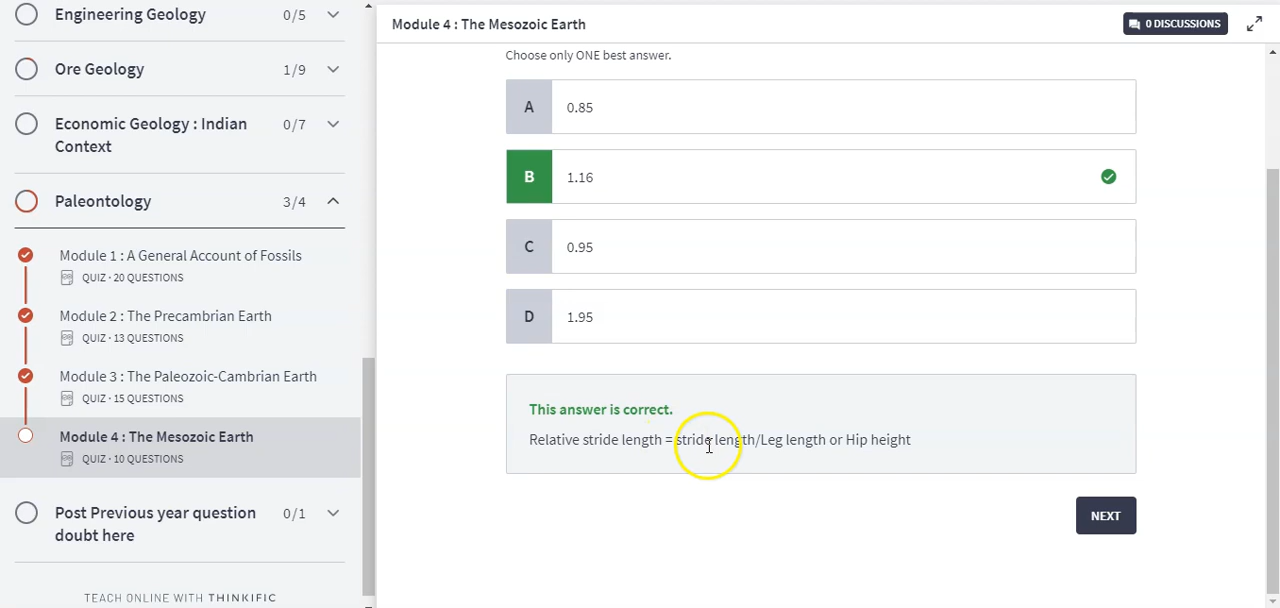 Engineering Geology 0/5
Ore Geology 1/9
Economic Geology : Indian 0/7
Context
Paleontology 3/4
Module 1 : A General Account of Fossils
QUIZ · 20 QUESTIONS
Module 2 : The Precambrian Earth
QUIZ · 13 QUESTIONS
Module 3 : The Paleozoic-Cambrian Earth
QUIZ · 15 QUESTIONS
Module 4 : The Mesozoic Earth
QUIZ · 10 QUESTIONS
Post Previous year question 0/1
doubt here
TEACH ONLINE WITH THINKIFIC
Module 4 : The Mesozoic Earth
0 DISCUSSIONS
Choose only ONE best answer.
A 0.85
B 1.16
C 0.95
D 1.95
This answer is correct.
Relative stride length = stride length/Leg length or Hip height
NEXT